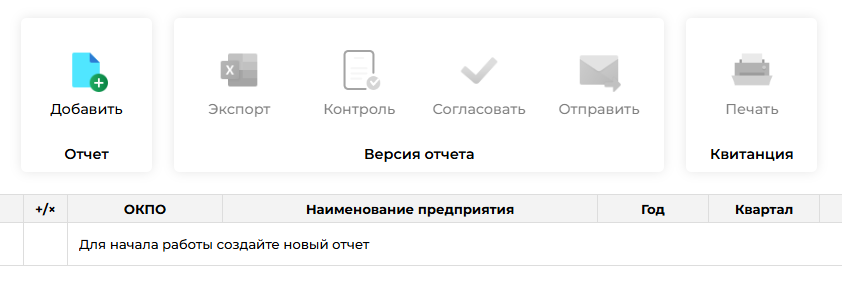 Добавить
Отчет
X
Экспорт
Контроль
Согласовать
Отправить
Версия отчета
Печать
Квитанция
+/×
ОКПО
Наименование предприятия
Год
Квартал
Для начала работы создайте новый отчет